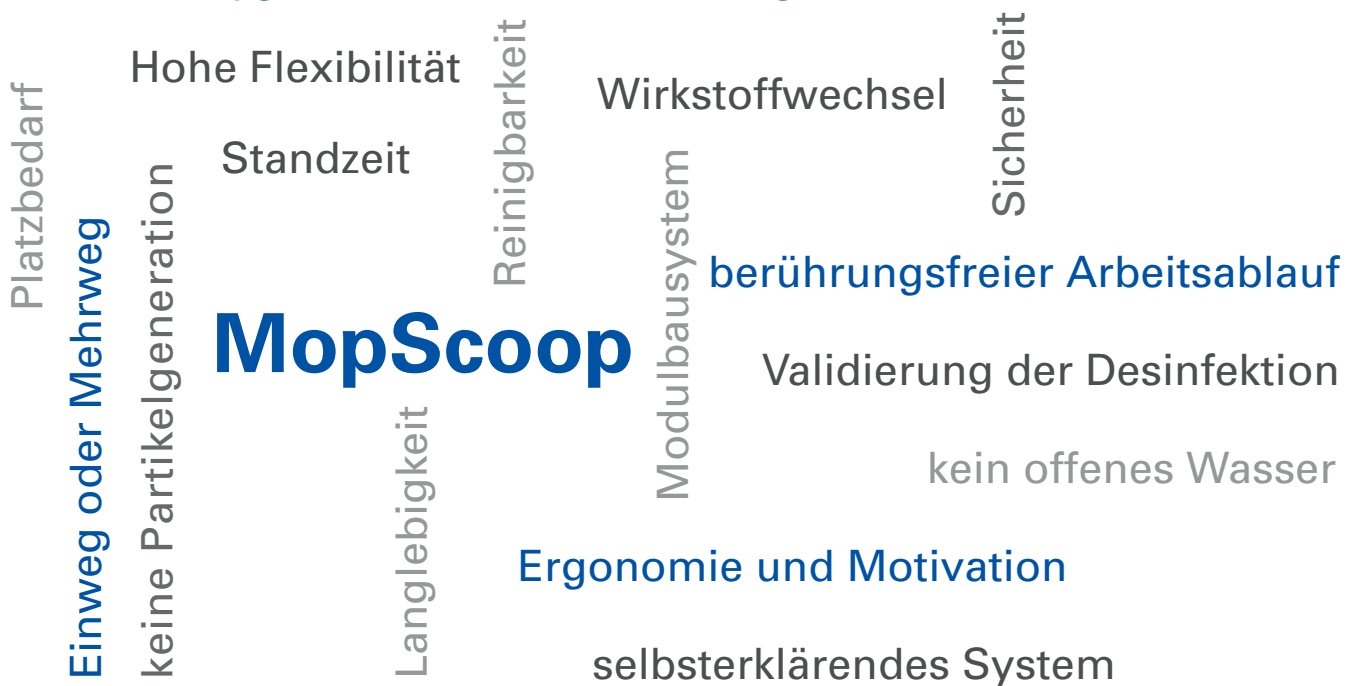 Hohe Flexibilität
Wirkstoffwechsel
Sicherheit
Reinigbarkeit
Platzbedarf
Standzeit
Modulbausystem
Einweg oder Mehrweg
keine Partikelgeneration
berührungsfreier Arbeitsablauf
MopScoop
Validierung der Desinfektion
Langlebigkeit
kein offenes Wasser
Ergonomie und Motivation
selbsterklärendes System